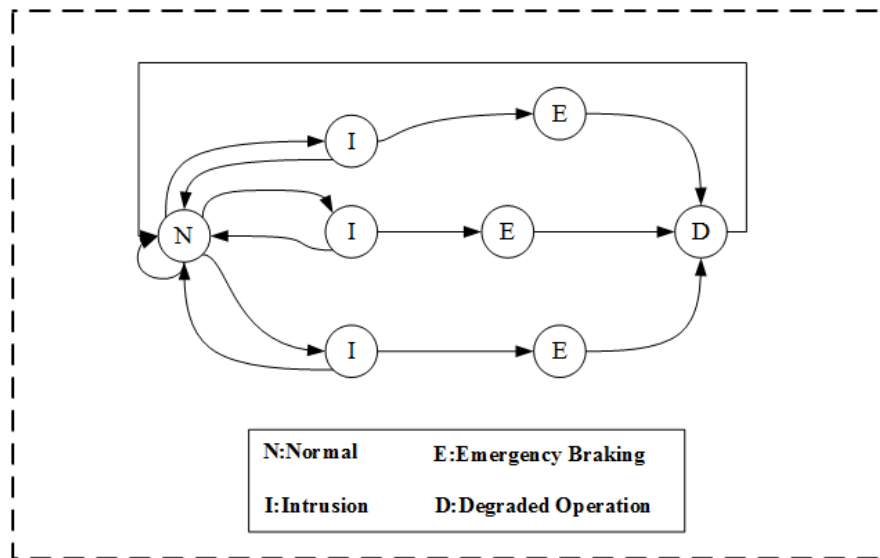 I
E
N
I
E
D
I
E
N:Normal
E:Emergency Braking
I:Intrusion
D:Degraded Operation